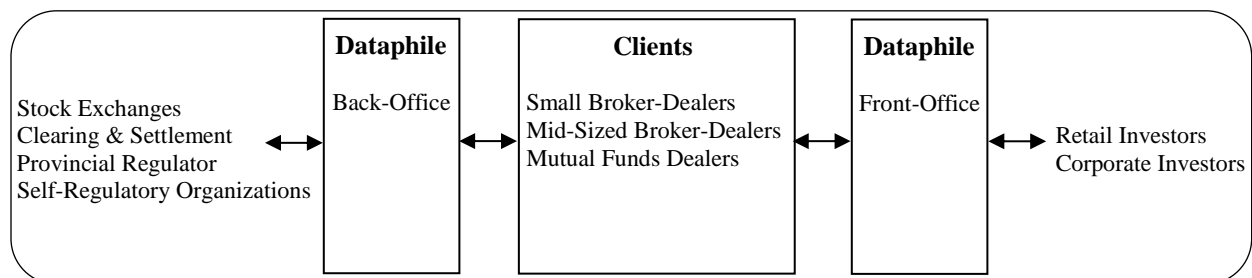 Dataphile
Clients
Dataphile
Stock Exchanges
Clearing & Settlement
Provincial Regulator
Self-Regulatory Organizations
Back-Office
Small Broker-Dealers
Mid-Sized Broker-Dealers
Mutual Funds Dealers
Front-Office
Retail Investors
Corporate Investors